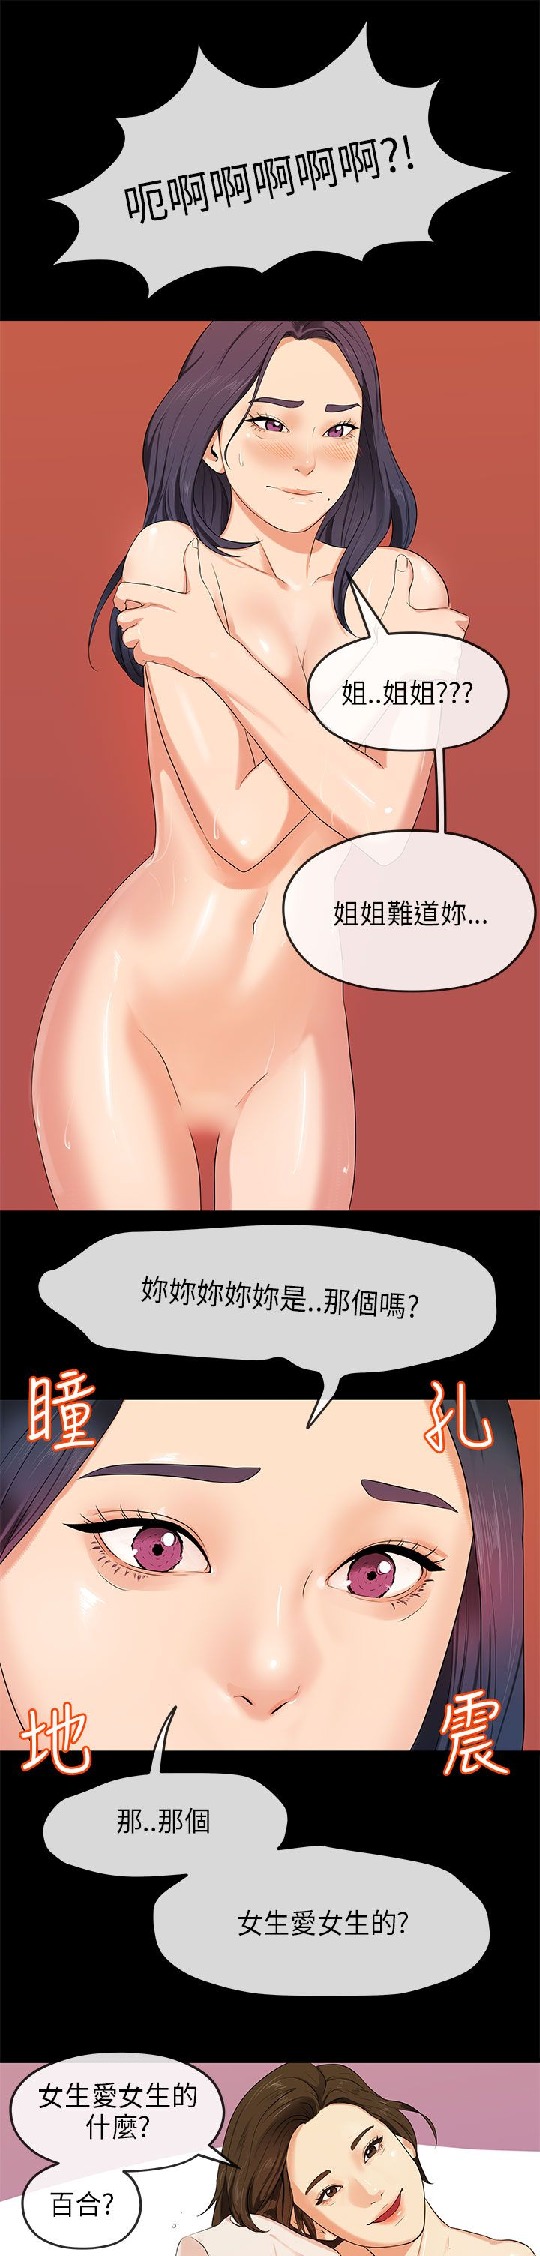 呃啊啊啊啊啊?!
姐..姐姐???
姐姐難道妳...
妳妳妳妳妳是..那個嗎?
瞳孔
地震
那..那個
女生愛女生的?
女生愛女生的
什麼?
百合?